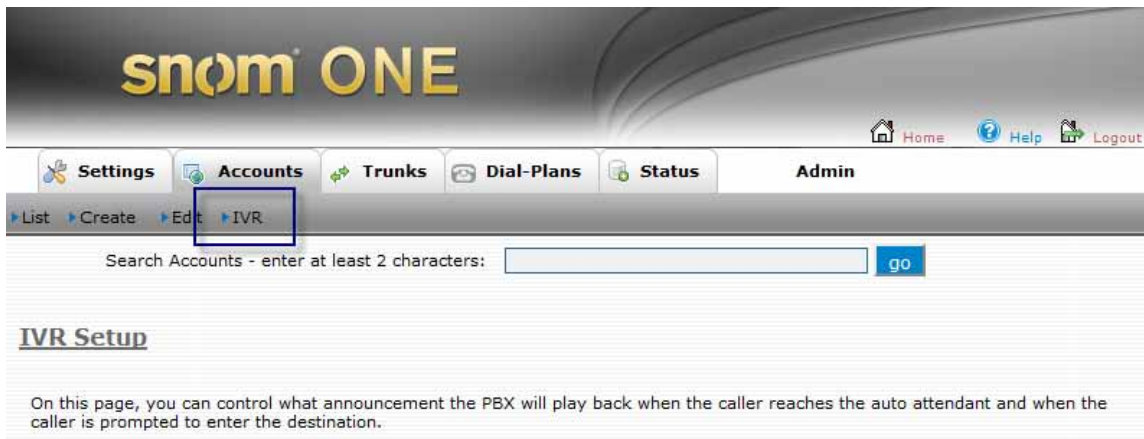 snom ONE
Home Help Logout
Settings Accounts Trunks Dial-Plans Status Admin
List Create Edit IVR
Search Accounts - enter at least 2 characters: go
IVR Setup
On this page, you can control what announcement the PBX will play back when the caller reaches the auto attendant and when the
caller is prompted to enter the destination.